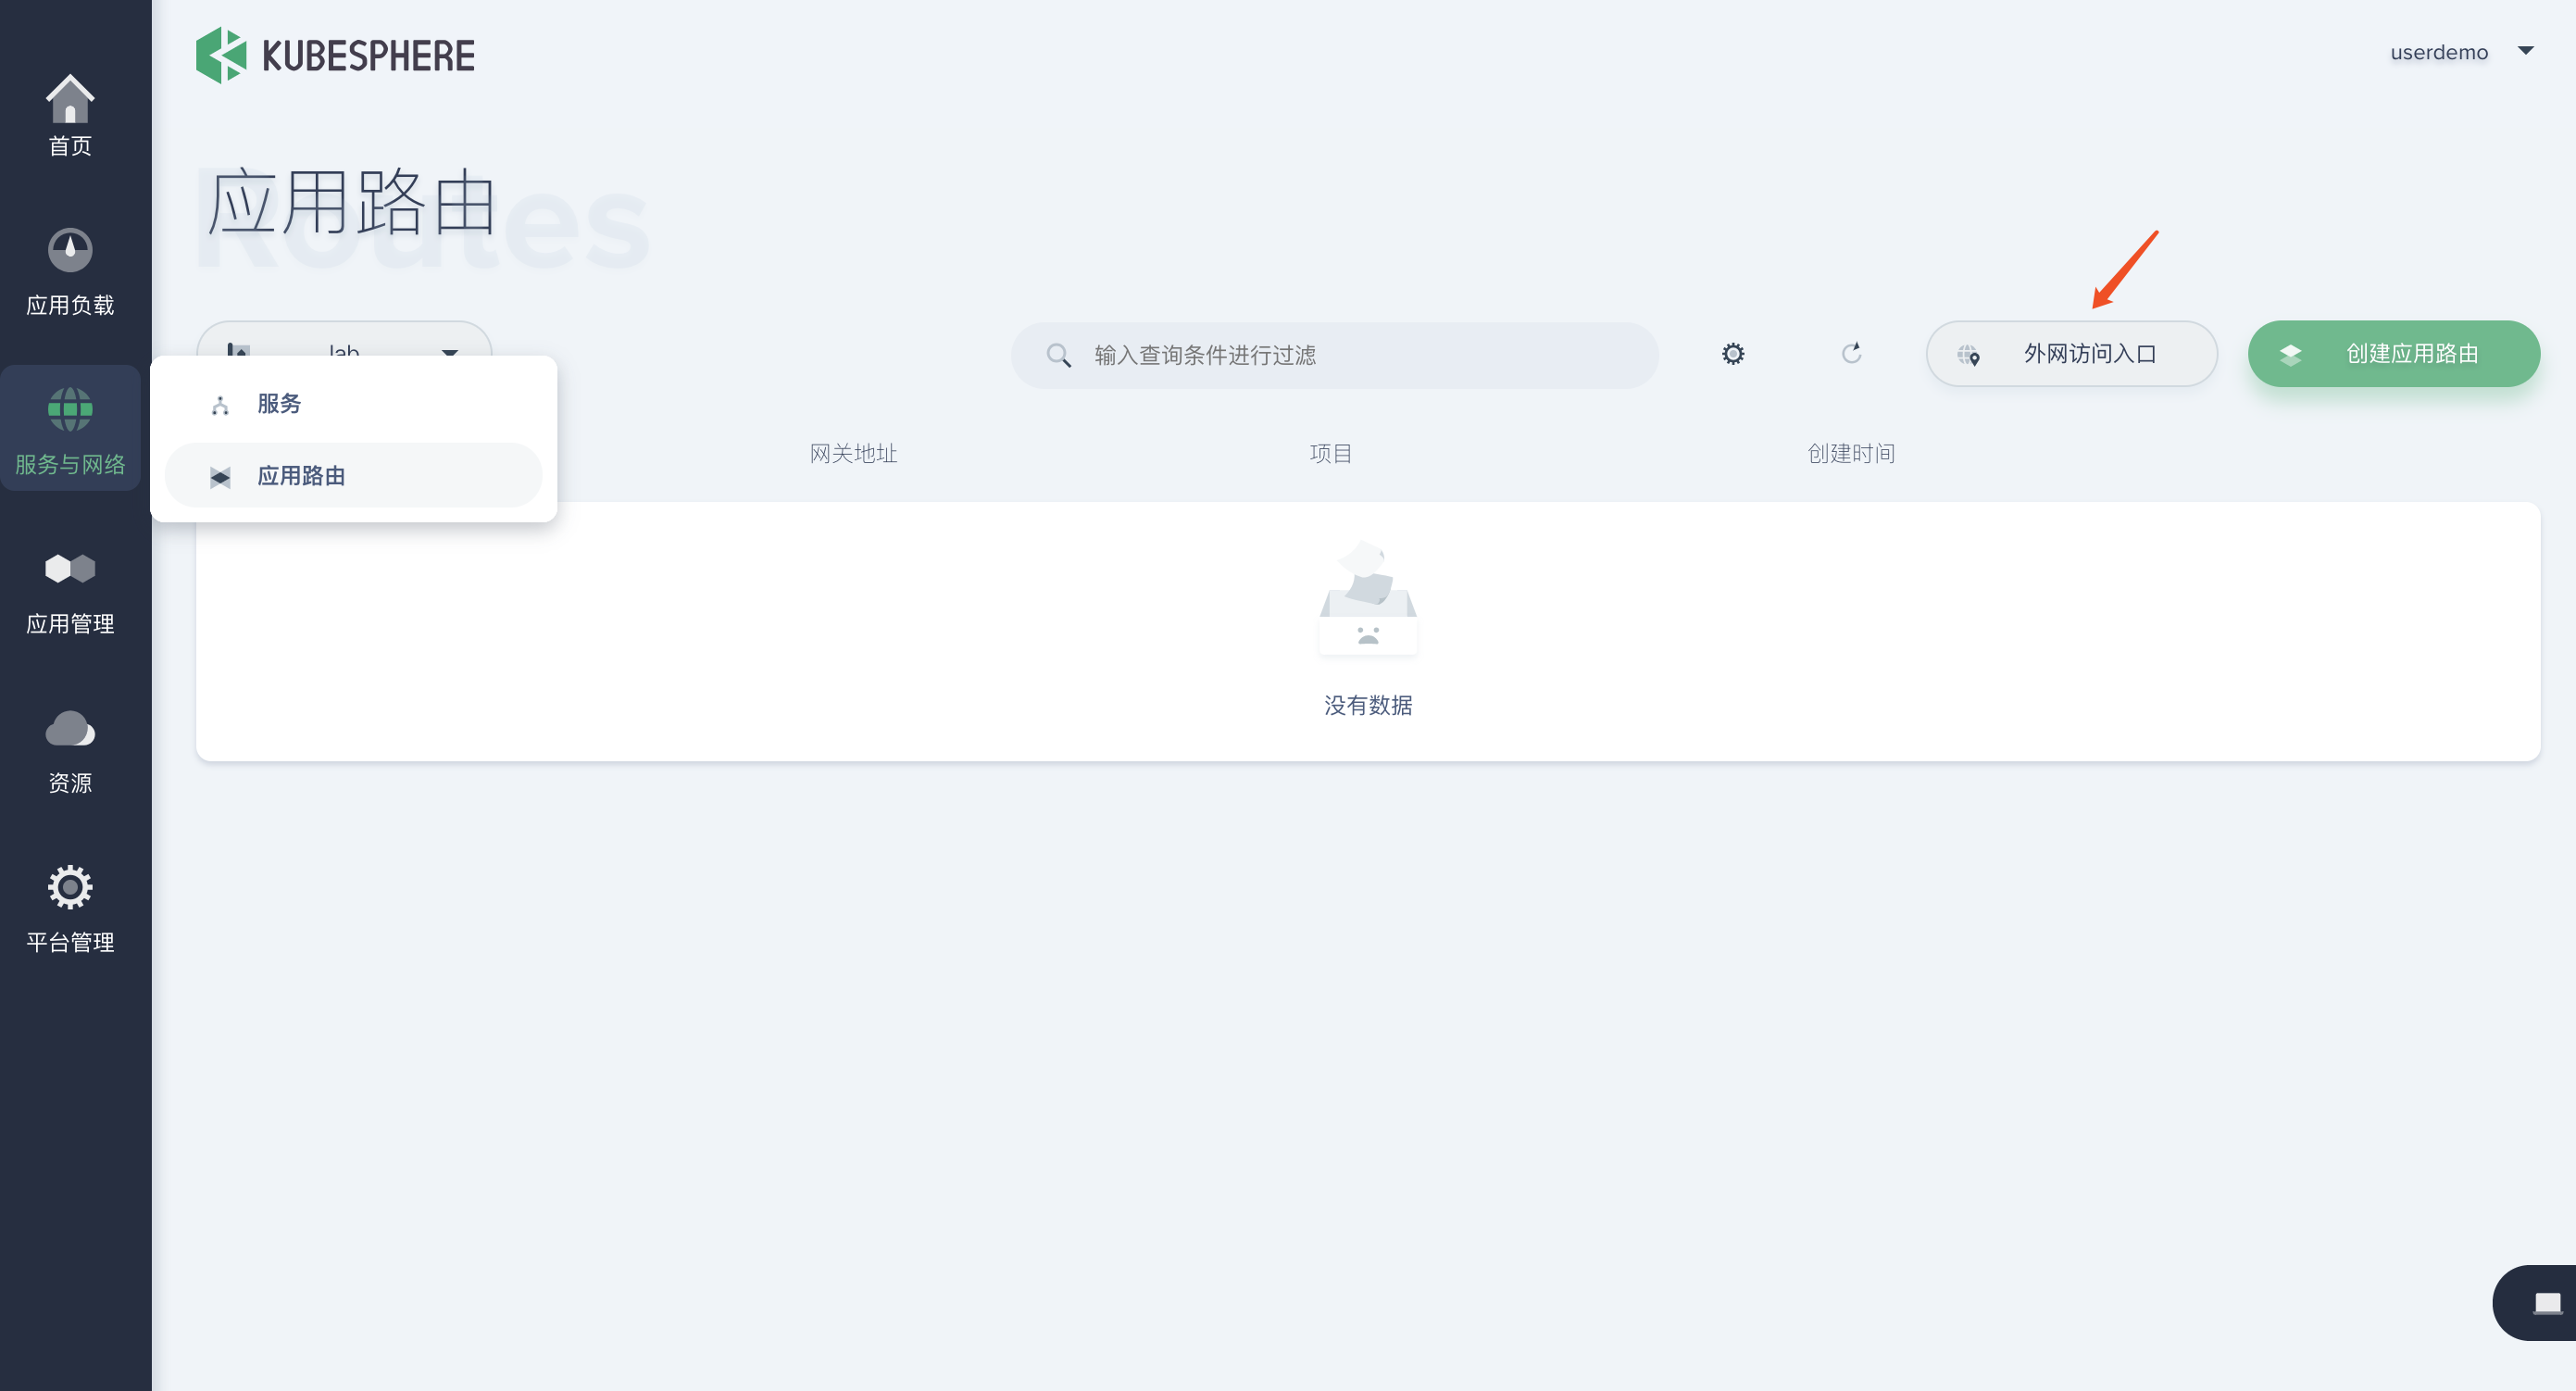 KUBESPHERE
userdemo
首页
应用路由
Routes
应用负载
lab
输入查询条件进行过滤
外网访问入口
创建应用路由
服务
服务与网络
应用路由
网关地址
项目
创建时间
没有数据
应用管理
资源
平台管理